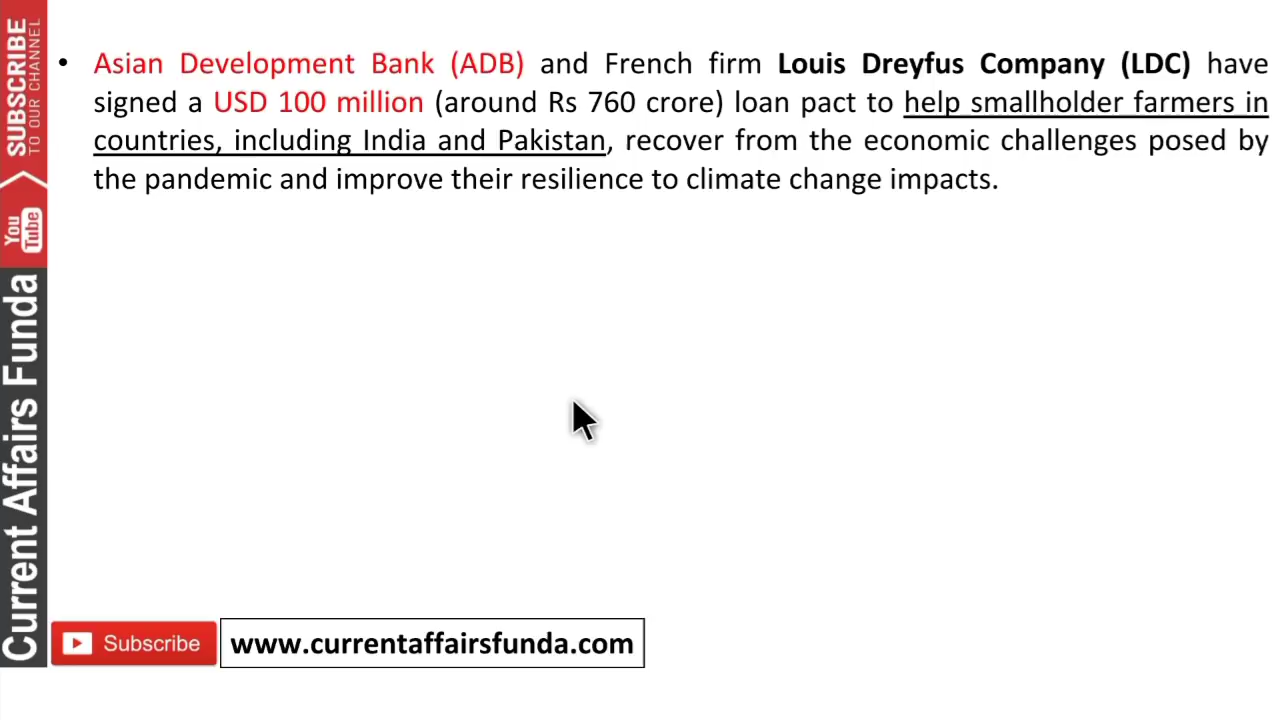 SUBSCRIBE
TO OUR CHANNEL
You
Tube
Current Affairs Funda
• Asian Development Bank (ADB) and French firm Louis Dreyfus Company (LDC) have
signed a USD 100 million (around Rs 760 crore) loan pact to help smallholder farmers in
countries, including India and Pakistan, recover from the economic challenges posed by
the pandemic and improve their resilience to climate change impacts.
Subscribe
www.currentaffairsfunda.com